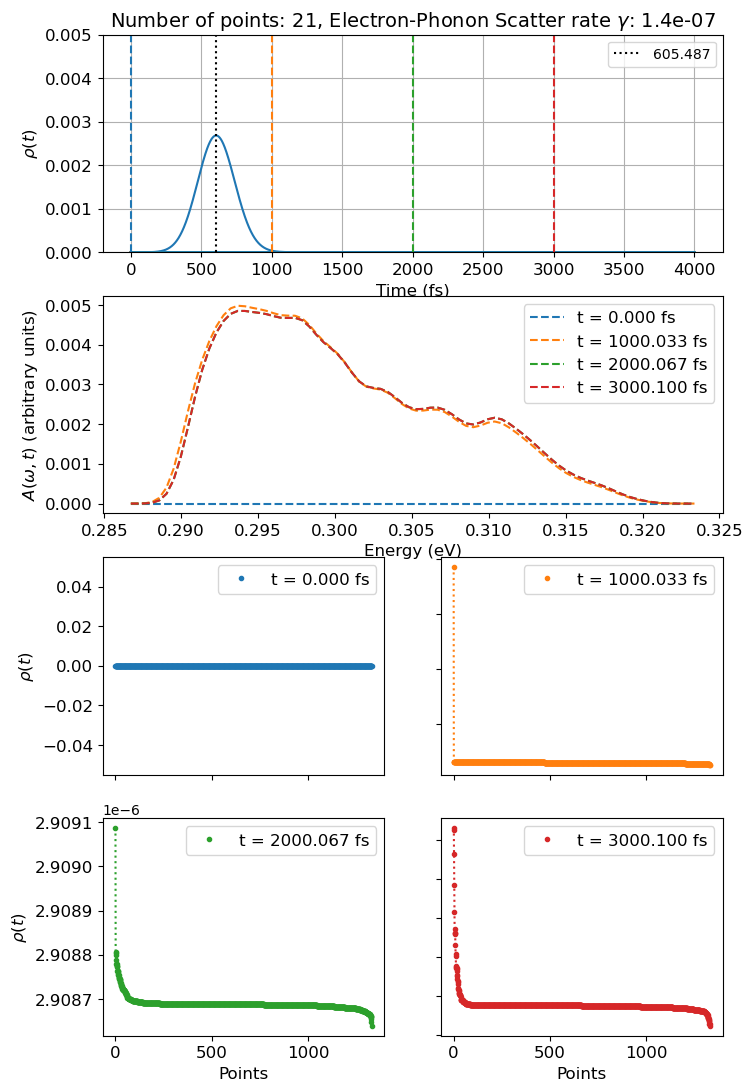 Number of points: 21, Electron-Phonon Scatter rate γ: 1.4e-07
0.005
0.004
0.003
0.002
0.001
0.000
ρ(t)
605.487
0 500 1000 1500 2000 2500 3000 3500 4000
Time (fs)
0.005
0.004
0.003
0.002
0.001
0.000
A(ω, t) (arbitrary units)
t = 0.000 fs
t = 1000.033 fs
t = 2000.067 fs
t = 3000.100 fs
0.285 0.290 0.295 0.300 0.305 0.310 0.315 0.320 0.325
Energy (eV)
0.04
0.02
0.00
−0.02
−0.04
ρ(t)
t = 0.000 fs
t = 1000.033 fs
1e−6
2.9091
2.9090
2.9089
2.9088
2.9087
ρ(t)
t = 2000.067 fs
0 500 1000
Points
t = 3000.100 fs
0 500 1000
Points